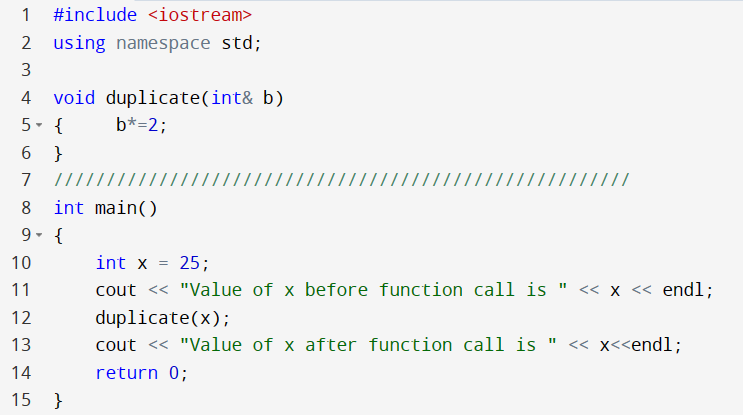 1 #include <iostream>
2 using namespace std;
3
4 void duplicate(int& b)
5 {     b*=2;
6 }
7 ///////////////////////////////////////////////////////
8 int main()
9 {
10     int x = 25;
11     cout << "Value of x before function call is " << x << endl;
12     duplicate(x);
13     cout << "Value of x after function call is " << x<<endl;
14     return 0;
15 }